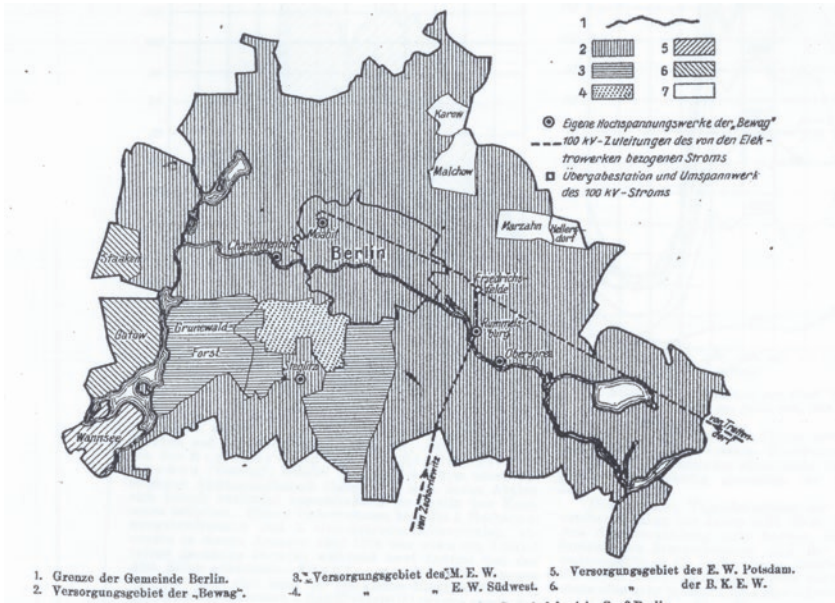 1
2 5
3 6
4 7
Eigene Hochspannungswerke der „Bewag"
100 kV-Zuleitungen des von den Elek-
trowerken bezogenen Stroms
Übergabestation und Umspannwerk
des 100 kV-Stroms
Karow
Malchow
Marzahn
Hellers-
dorf
Moabit
Charlottenburg
Berlin
Staaken
Friedrichs-
felde
Gatow
Grunewald-
Forst
Rummels-
burg
Oberspree
Wannsee
von Zschornewitz
1. Grenze der Gemeinde Berlin.
2. Versorgungsgebiet der „Bewag".
3. Versorgungsgebiet des M. E. W.
4. „ „ E. W. Südwest.
5. Versorgungsgebiet des E. W. Potsdam.
6. „ der B. K. E. W.